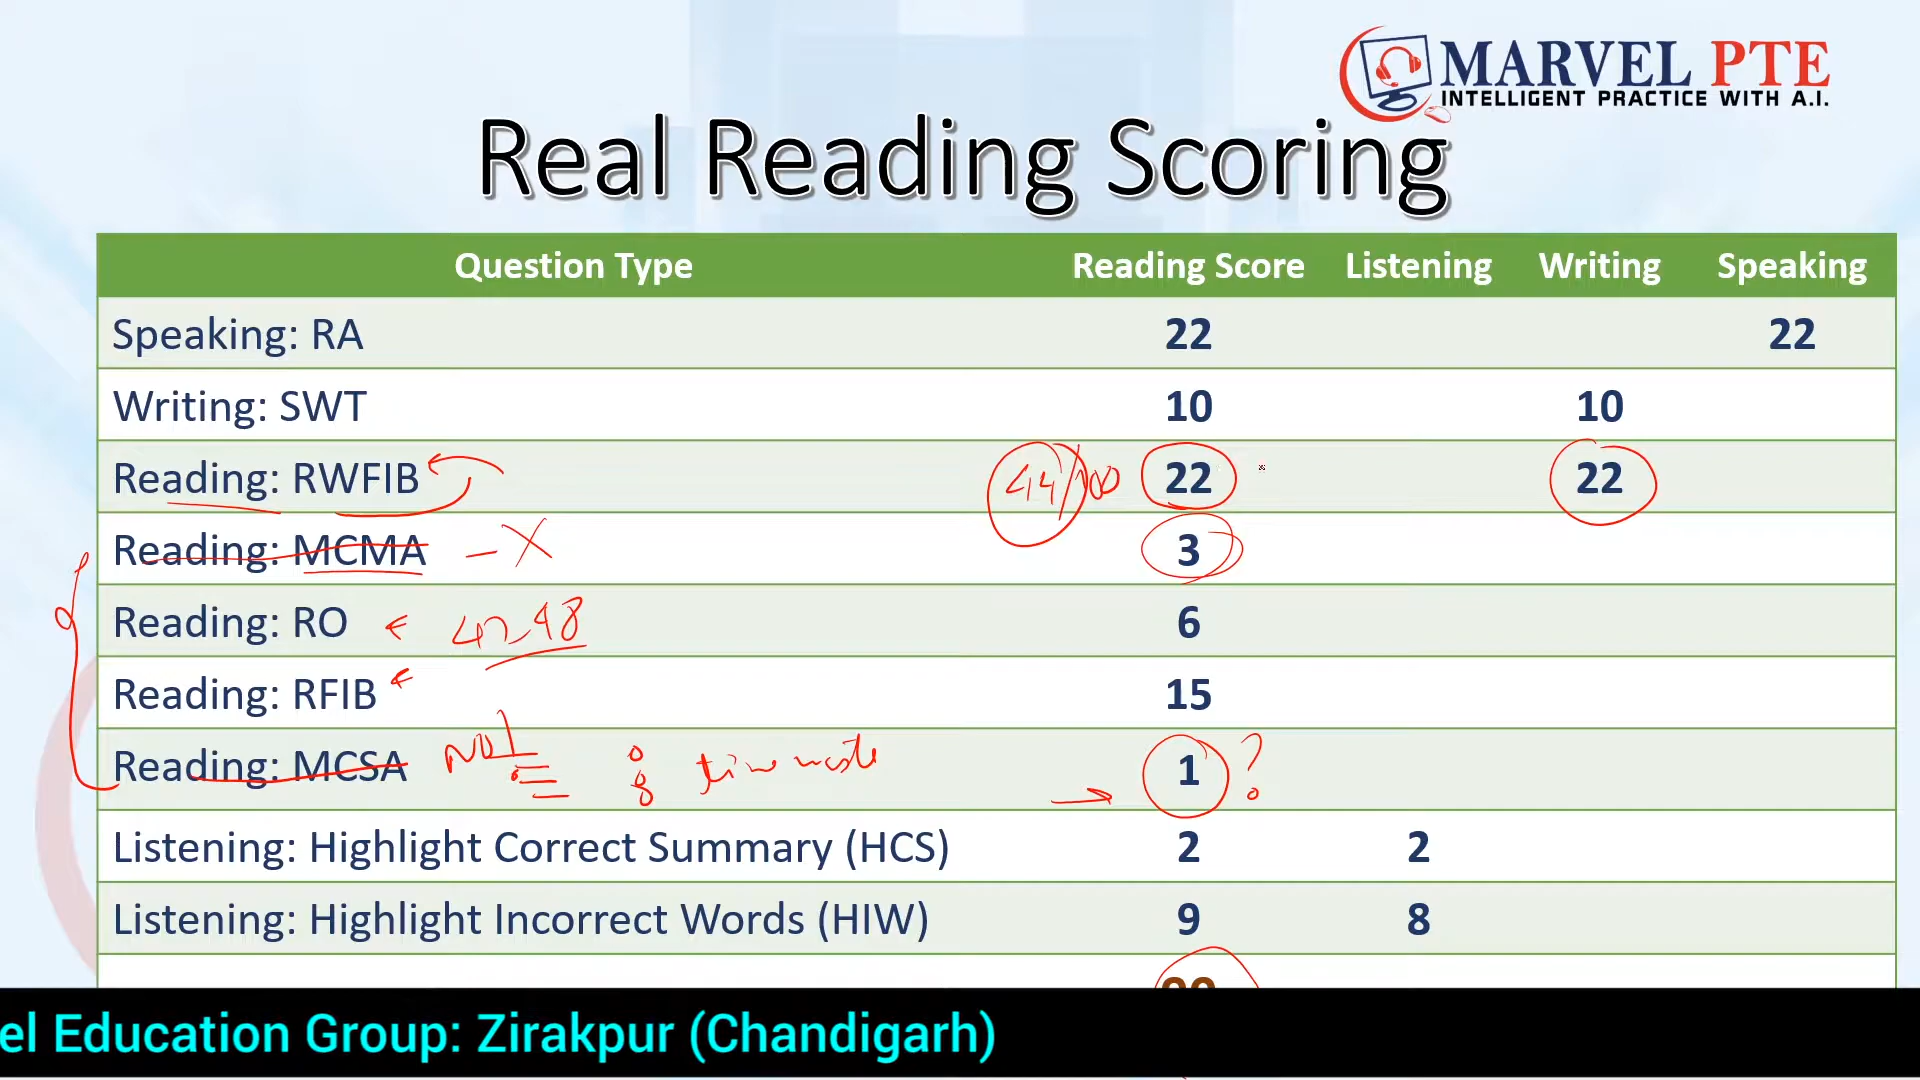 MARVEL PTE
INTELLIGENT PRACTICE WITH A.I.
Real Reading Scoring
Question Type Reading Score Listening Writing Speaking
Speaking: RA 22 22
Writing: SWT 10 10
Reading: RWFIB 44/100 22 22
Reading: MCMA - X 3
Reading: RO 6
Reading: RFIB 15
Reading: MCSA 1 ?
Listening: Highlight Correct Summary (HCS) 2 2
Listening: Highlight Incorrect Words (HIW) 9 8
el Education Group: Zirakpur (Chandigarh)